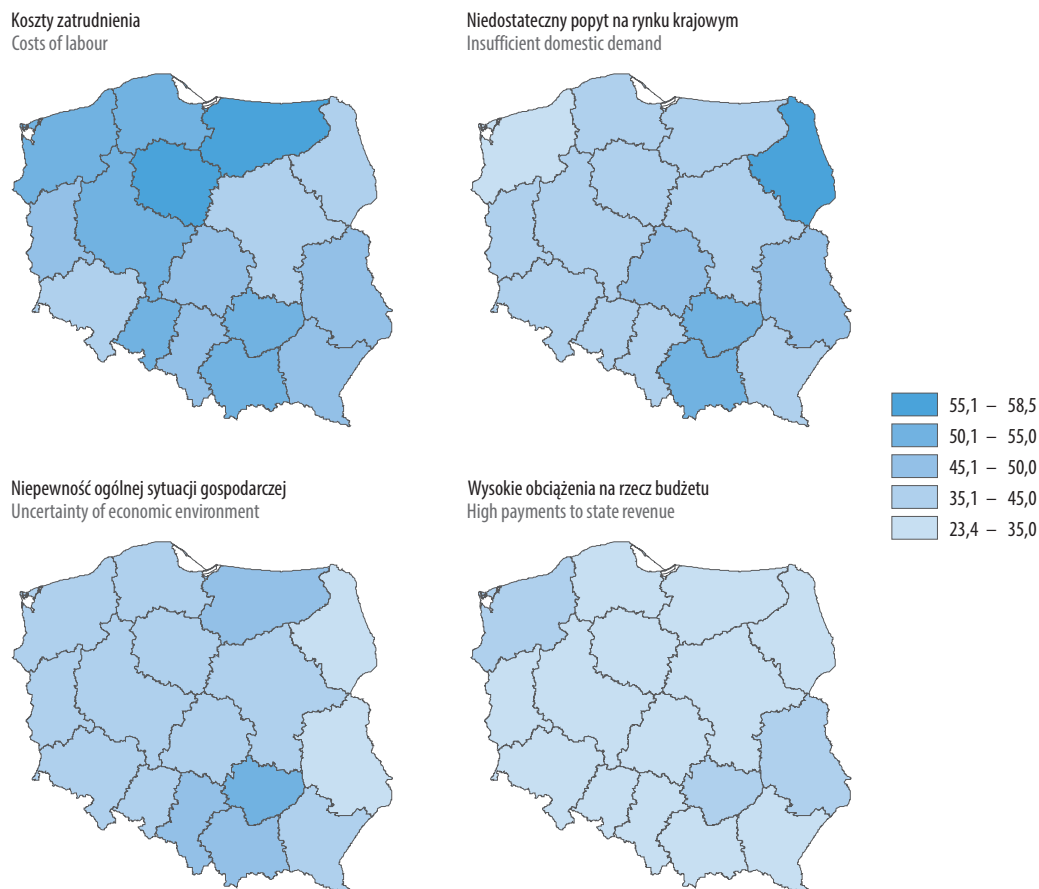 Koszty zatrudnienia
Costs of labour
Niedostateczny popyt na rynku krajowym
Insufficient domestic demand
55,1 – 58,5
50,1 – 55,0
45,1 – 50,0
35,1 – 45,0
23,4 – 35,0
Niepewność ogólnej sytuacji gospodarczej
Uncertainty of economic environment
Wysokie obciążenia na rzecz budżetu
High payments to state revenue